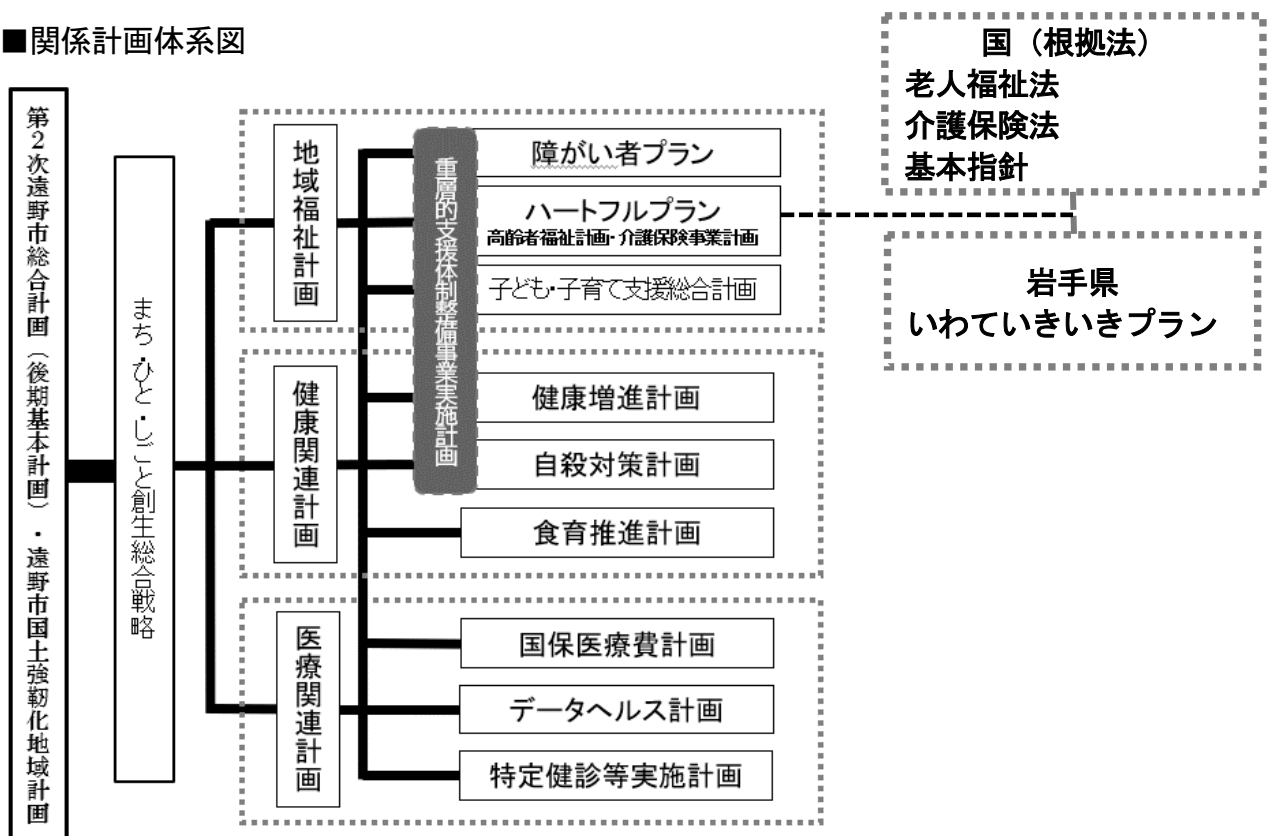 ■関係計画体系図
国（根拠法）
老人福祉法
介護保険法
基本指針
岩手県
いわていきいきプラン
第2次遠野市総合計画（後期基本計画）・遠野市国土強靭化地域計画
まち・ひと・しごと創生総合戦略
地域福祉計画
重層的支援体制整備事業実施計画
障がい者プラン
ハートフルプラン
高齢者福祉計画・介護保険事業計画
子ども・子育て支援総合計画
健康関連計画
健康増進計画
自殺対策計画
食育推進計画
医療関連計画
国保医療費計画
データヘルス計画
特定健診等実施計画